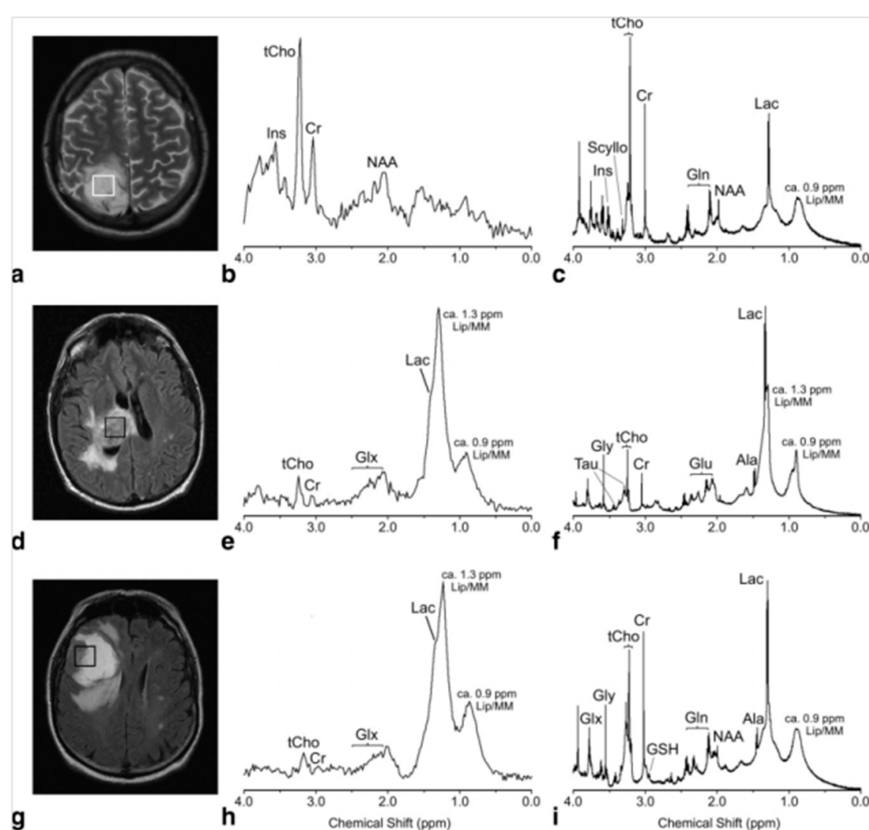 tCho
Ins
Cr
NAA
4.0 3.0 2.0 1.0 0.0
a
b
tCho
Cr
Lac
Scyllo
Ins
Gln
NAA
ca. 0.9 ppm
Lip/MM
4.0 3.0 2.0 1.0 0.0
c
ca. 1.3 ppm
Lip/MM
Lac
ca. 0.9 ppm
Lip/MM
Glx
tCho
Cr
4.0 3.0 2.0 1.0 0.0
d
e
Lac
ca. 1.3 ppm
Lip/MM
ca. 0.9 ppm
Lip/MM
Gly
tCho
Tau
Cr
Glu
Ala
4.0 3.0 2.0 1.0 0.0
f
ca. 1.3 ppm
Lip/MM
Lac
ca. 0.9 ppm
Lip/MM
Glx
tCho
Cr
4.0 3.0 2.0 1.0 0.0
Chemical Shift (ppm)
g
h
Lac
Cr
tCho
Gly
Glx
GSH
Gln
NAA
Ala
ca. 0.9 ppm
Lip/MM
4.0 3.0 2.0 1.0 0.0
Chemical Shift (ppm)
i